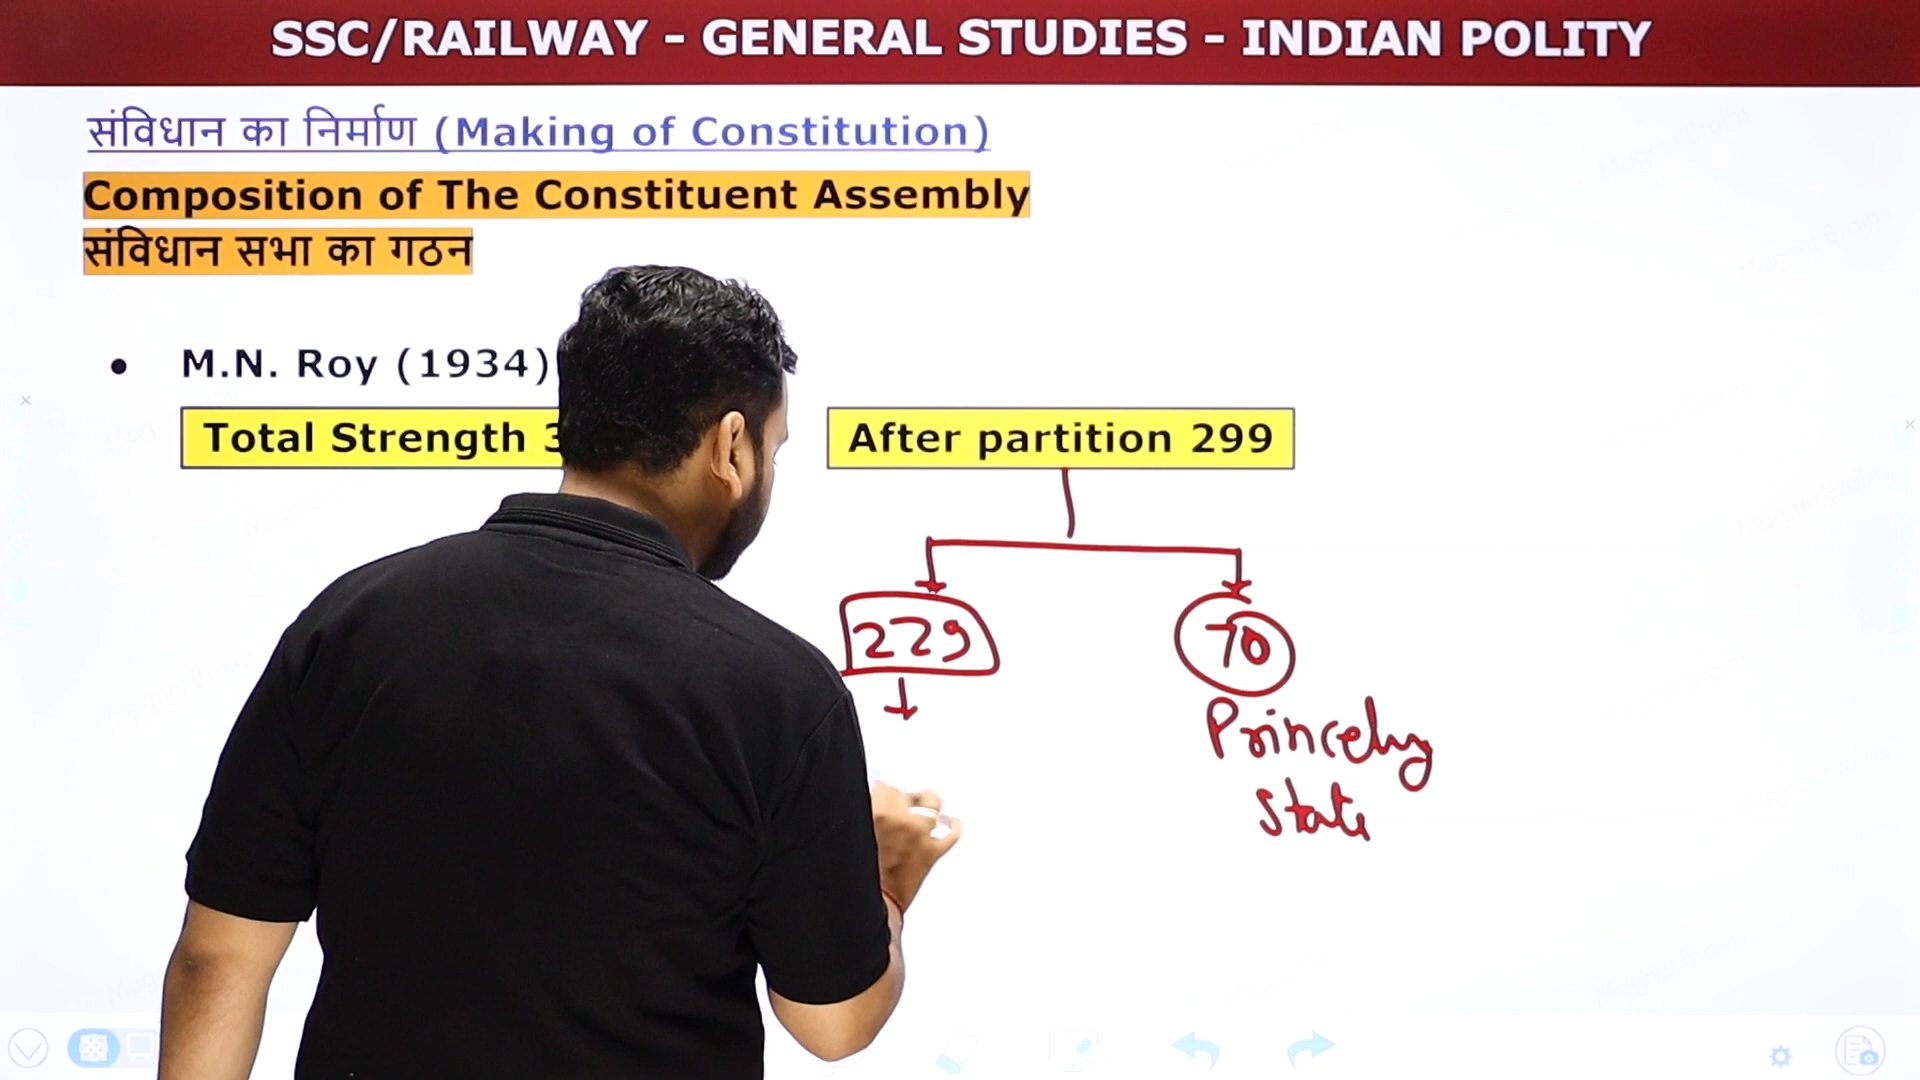 SSC/RAILWAY - GENERAL STUDIES - INDIAN POLITY
संविधान का निर्माण (Making of Constitution)
Composition of The Constituent Assembly
संविधान सभा का गठन
• M.N. Roy (1934)
Total Strength 3
After partition 299
229
70
Princely
State